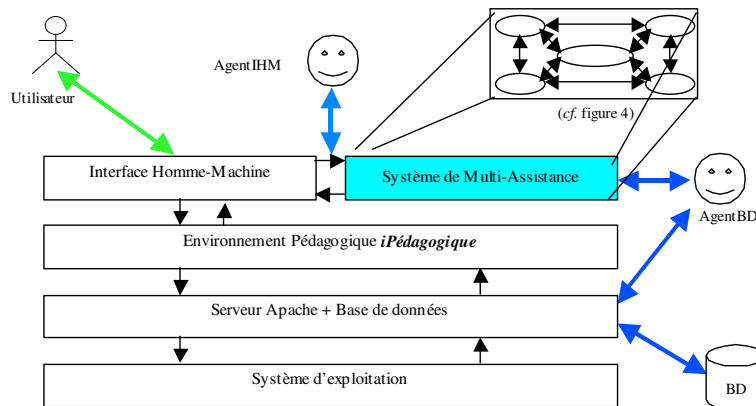 AgentIHM
Utilisateur
(cf. figure 4)
Interface Homme-Machine
Système de Multi-Assistance
AgentBD
Environnement Pédagogique iPédagogique
Serveur Apache + Base de données
Système d'exploitation
BD